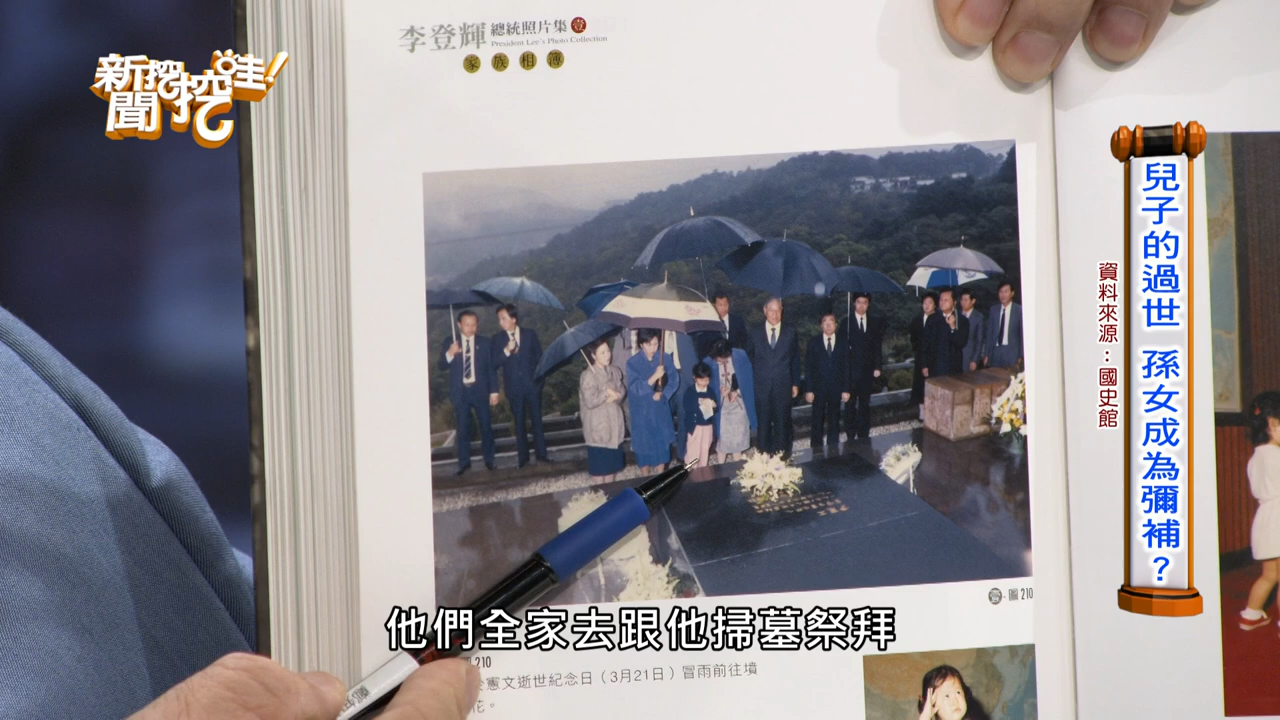 李登輝總統照片集 壹
President Lee's Photo Collection
家族相簿
新聞挖挖哇!
兒子的過世 孫女成為彌補?
資料來源:國史館
圖 210
他們全家去跟他掃墓祭拜
210
憲文逝世紀念日(3月21日)冒雨前往墳
花。